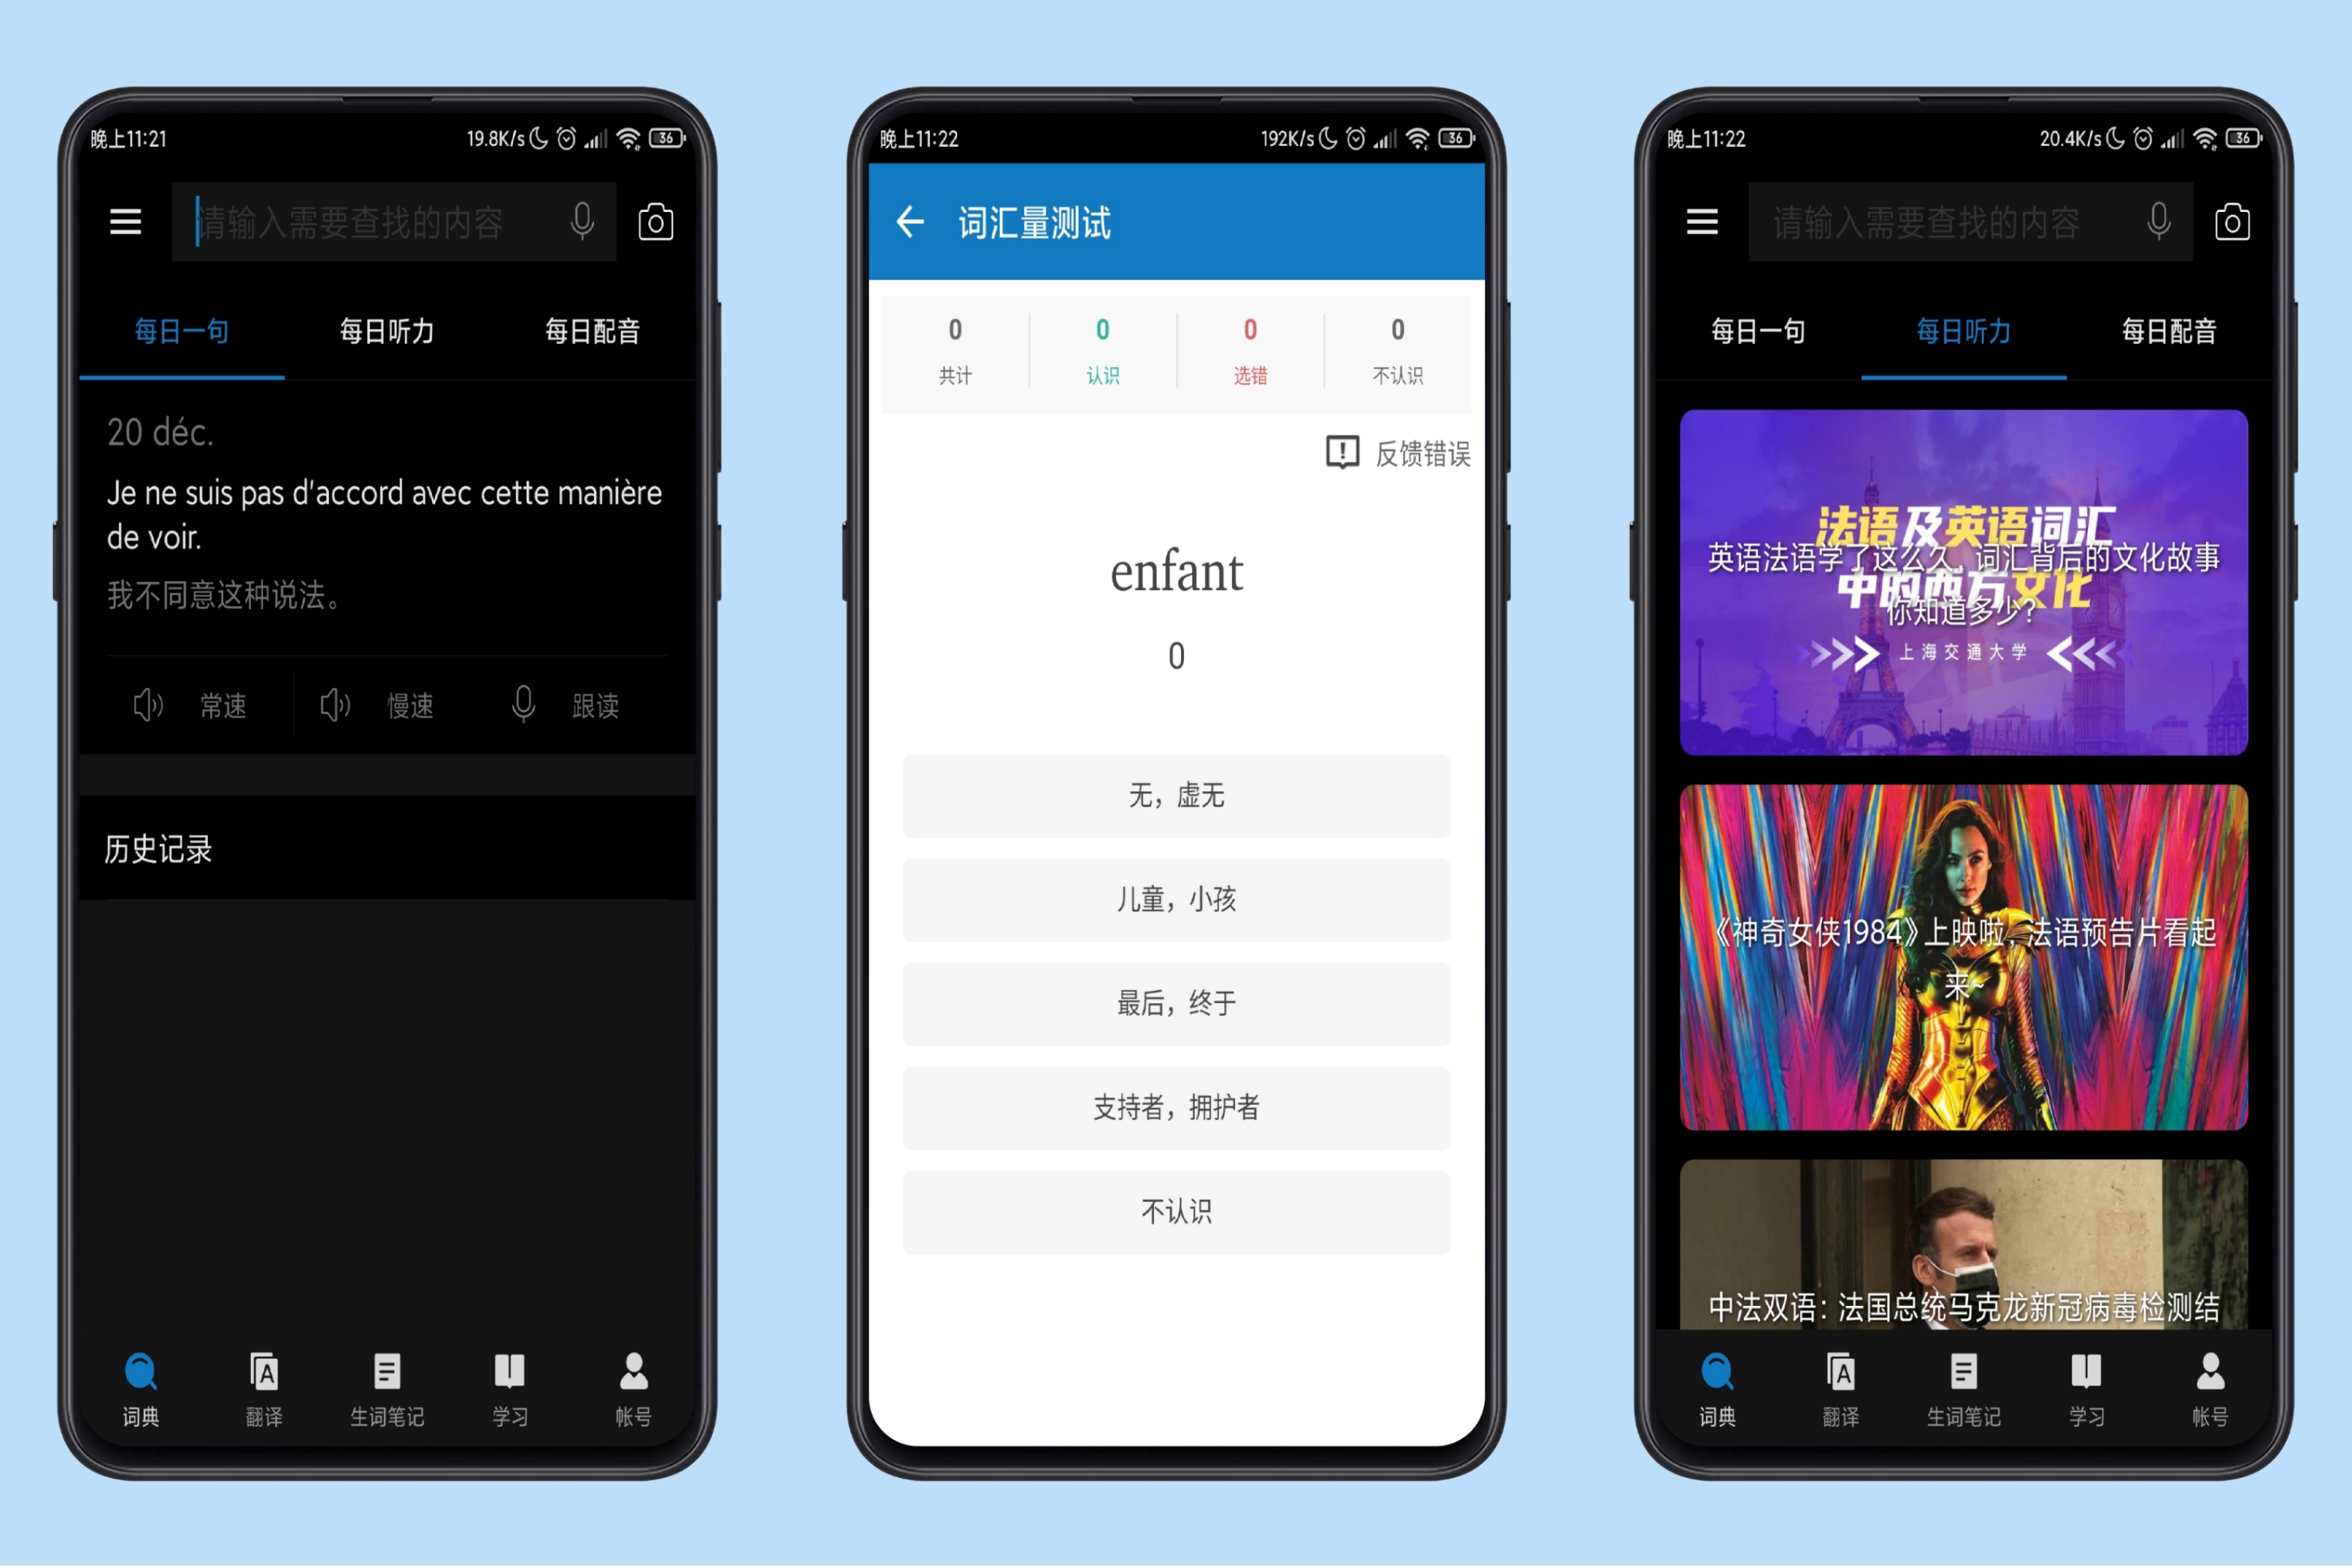 晚上11:21
19.8K/s
36
请输入需要查找的内容
每日一句
每日听力
每日配音
20 déc.
Je ne suis pas d'accord avec cette manière
de voir.
我不同意这种说法。
常速
慢速
跟读
历史记录
词典
翻译
生词笔记
学习
帐号
晚上11:22
192K/s
36
词汇量测试
0
共计
0
认识
0
选错
0
不认识
反馈错误
enfant
0
无，虚无
儿童，小孩
最后，终于
支持者，拥护者
不认识
晚上11:22
20.4K/s
36
请输入需要查找的内容
每日一句
每日听力
每日配音
法语及英语词汇
英语法语学了这么久，词汇背后的文化故事
中的西方文化
你知道多少？
上海交通大学
《神奇女侠1984》上映啦，法语预告片看起
来~
中法双语：法国总统马克龙新冠病毒检测结
词典
翻译
生词笔记
学习
帐号